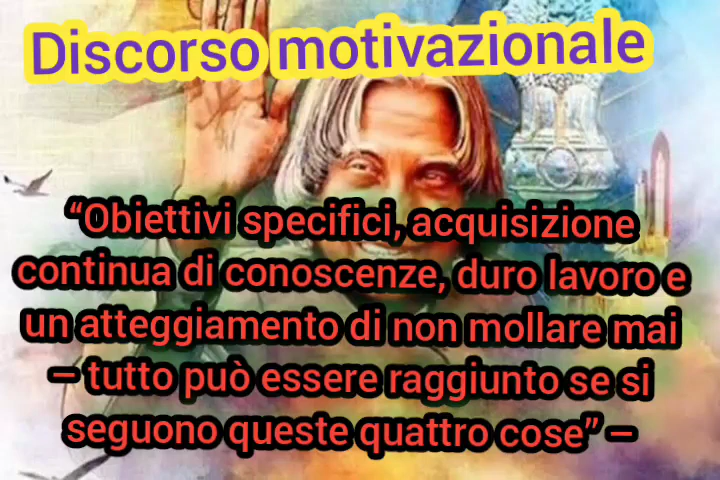 Discorso motivazionale
“Obiettivi specifici, acquisizione
continua di conoscenze, duro lavoro e
un atteggiamento di non mollare mai
– tutto può essere raggiunto se si
seguono queste quattro cose” –